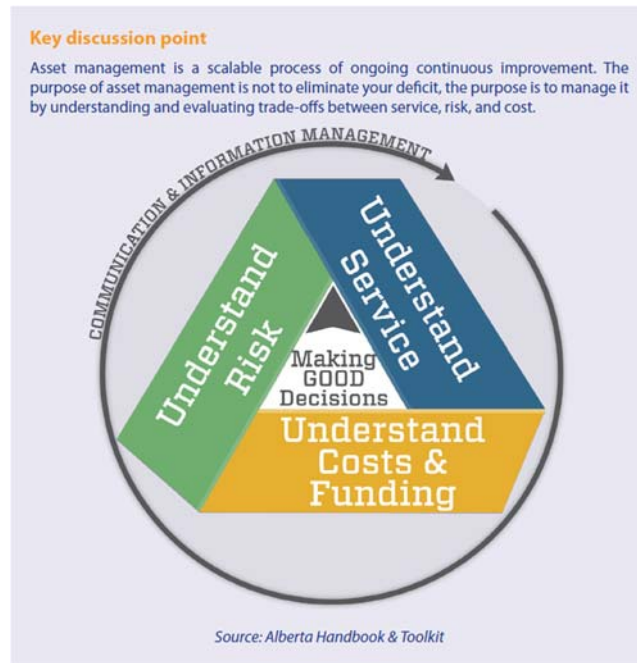 Key discussion point
Asset management is a scalable process of ongoing continuous improvement. The
purpose of asset management is not to eliminate your deficit, the purpose is to manage it
by understanding and evaluating trade-offs between service, risk, and cost.
COMMUNICATION & INFORMATION MANAGEMENT
Understand
Risk
Understand
Service
Making
GOOD
Decisions
Understand
Costs &
Funding
Source: Alberta Handbook & Toolkit